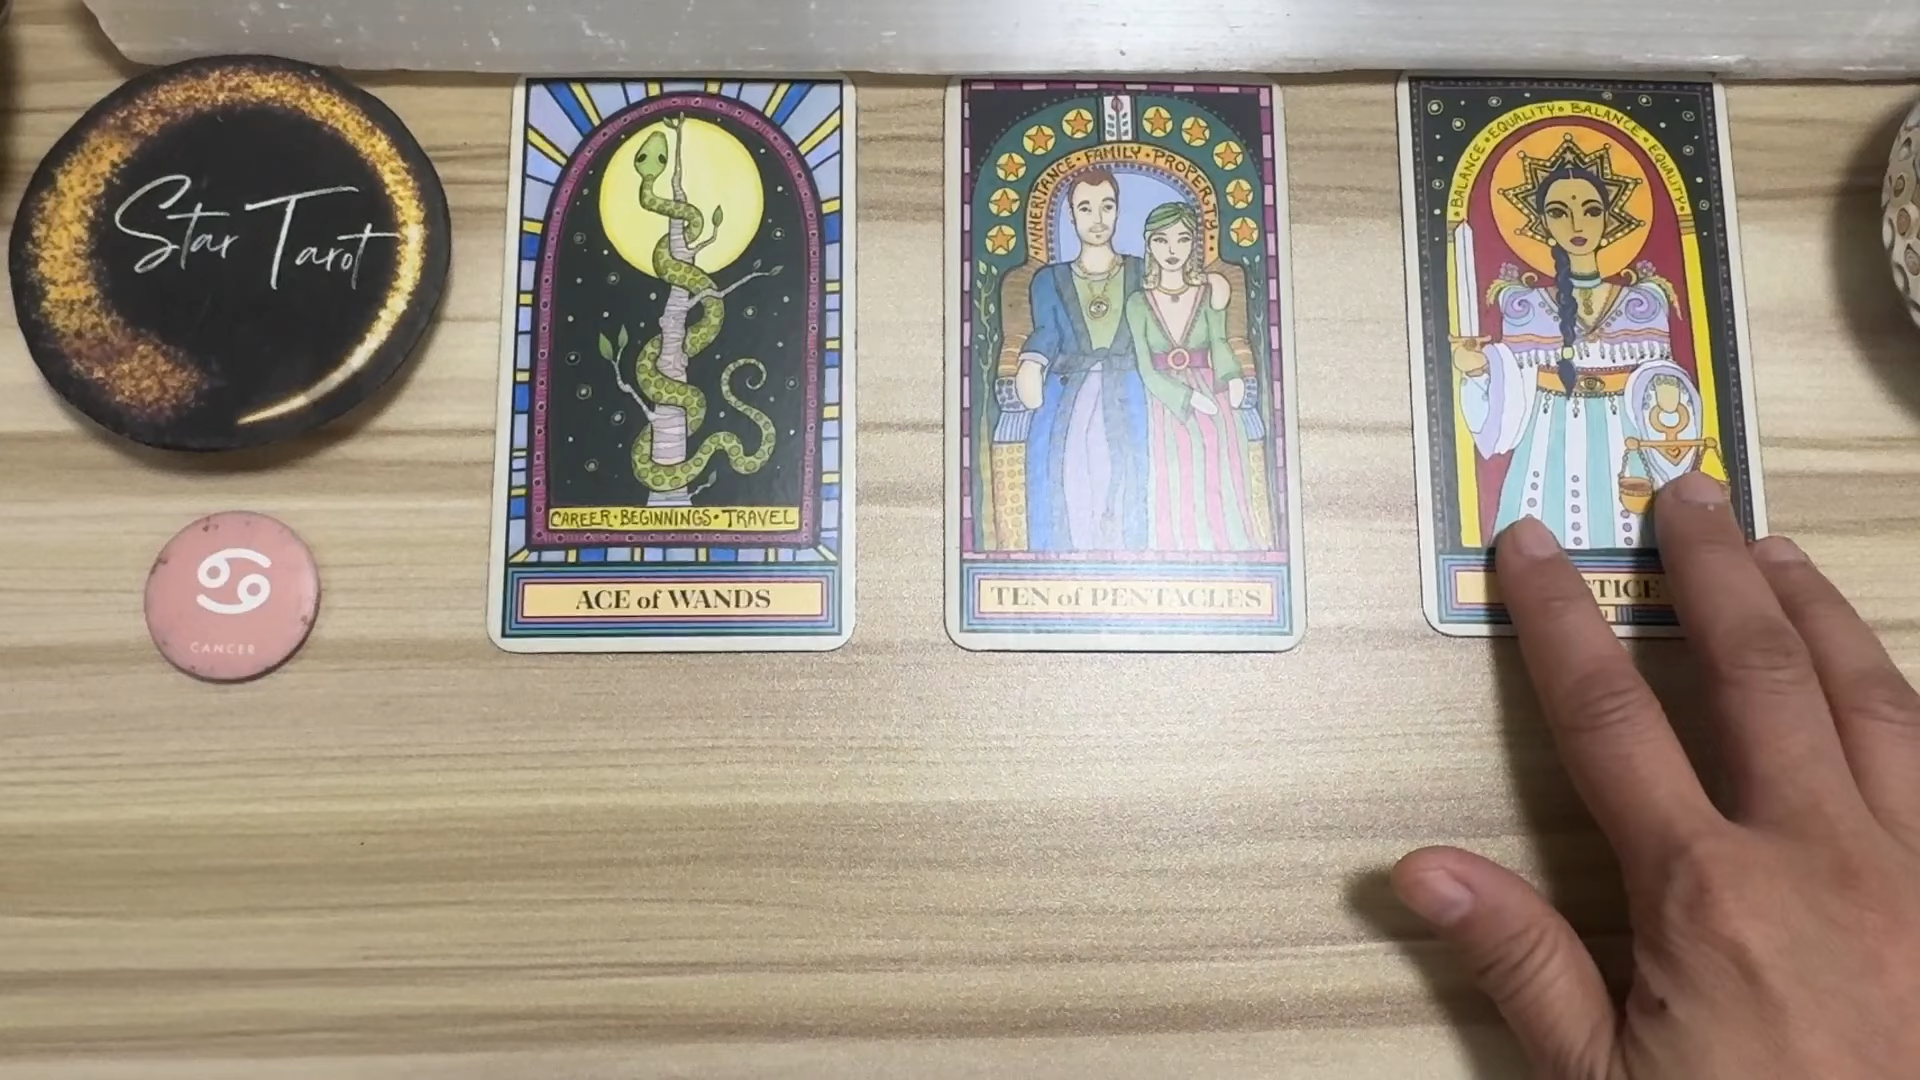 Star Tarot
CANCER
CAREER · BEGINNINGS · TRAVEL
ACE of WANDS
· INHERITANCE · FAMILY · PROPERTY ·
TEN of PENTACLES
· BALANCE · EQUALITY · BALANCE · EQUALITY ·
STICE